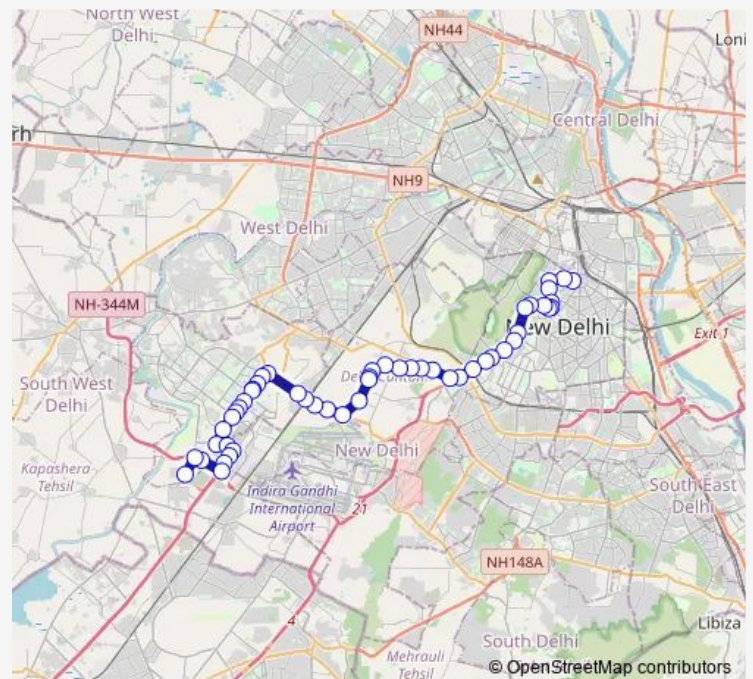 North West
Delhi
NH44
Loni
Central Delhi
rh
NH9
West Delhi
NH-344M
New Delhi
Exit 1
South West
Delhi
New Delhi
Kapashera
Tehsil
Indira Gandhi
International
Airport
21
South East
Delhi
NH148A
4
Libiza
South Delhi
Mehrauli
Tehsil
© OpenStreetMap contributors